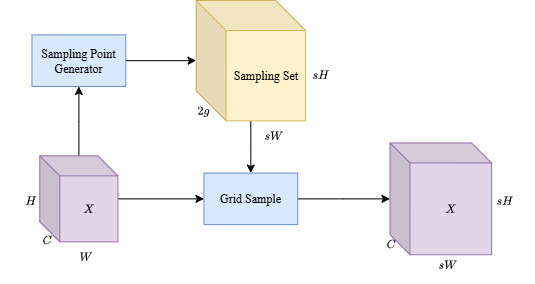 Sampling Point
Generator
Sampling Set
sH
2g
sW
H
X
Grid Sample
X
sH
C
W
C
sW